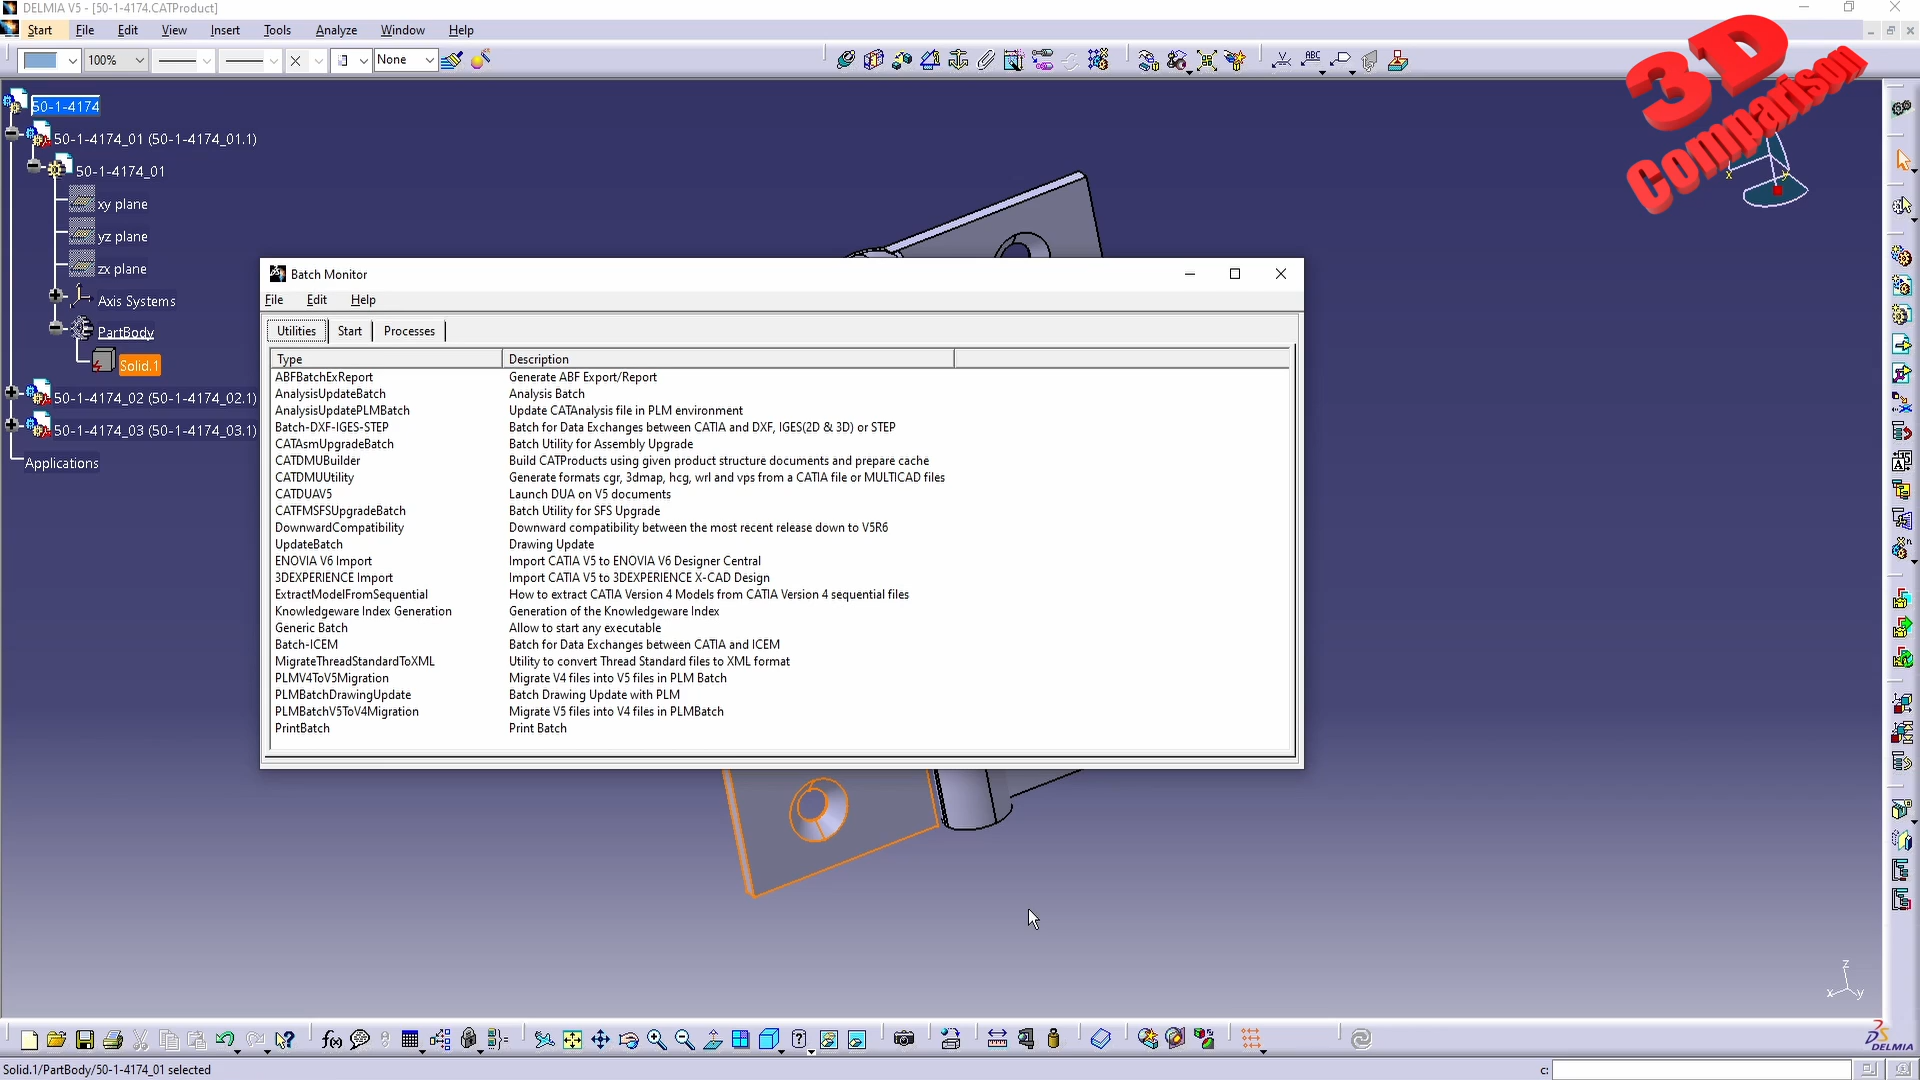 DELMIA V5 - [50-1-4174.CATProduct]
Start File Edit View Insert Tools Analyze Window Help
100% None
3D
Comparison
50-1-4174
50-1-4174_01 (50-1-4174_01.1)
50-1-4174_01
xy plane
yz plane
zx plane
Axis Systems
PartBody
Solid.1
50-1-4174_02 (50-1-4174_02.1)
50-1-4174_03 (50-1-4174_03.1)
Applications
Batch Monitor
File Edit Help
Utilities Start Processes
Type Description
ABFBatchExReport Generate ABF Export/Report
AnalysisUpdateBatch Analysis Batch
AnalysisUpdatePLMBatch Update CATAnalysis file in PLM environment
Batch-DXF-IGES-STEP Batch for Data Exchanges between CATIA and DXF, IGES(2D & 3D) or STEP
CATAsmUpgradeBatch Batch Utility for Assembly Upgrade
CATDMUBuilder Build CATProducts using given product structure documents and prepare cache
CATDMUUtility Generate formats cgr, 3dmap, hcg, wrl and vps from a CATIA file or MULTICAD files
CATDUAV5 Launch DUA on V5 documents
CATFMSFSUpgradeBatch Batch Utility for SFS Upgrade
DownwardCompatibility Downward compatibility between the most recent release down to V5R6
UpdateBatch Drawing Update
ENOVIA V6 Import Import CATIA V5 to ENOVIA V6 Designer Central
3DEXPERIENCE Import Import CATIA V5 to 3DEXPERIENCE X-CAD Design
ExtractModelFromSequential How to extract CATIA Version 4 Models from CATIA Version 4 sequential files
Knowledgeware Index Generation Generation of the Knowledgeware Index
Generic Batch Allow to start any executable
Batch-ICEM Batch for Data Exchanges between CATIA and ICEM
MigrateThreadStandardToXML Utility to convert Thread Standard files to XML format
PLMV4ToV5Migration Migrate V4 files into V5 files in PLM Batch
PLMBatchDrawingUpdate Batch Drawing Update with PLM
PLMBatchV5ToV4Migration Migrate V5 files into V4 files in PLMBatch
PrintBatch Print Batch
z
x y
DELMIA
Solid.1/PartBody/50-1-4174_01 selected
c: